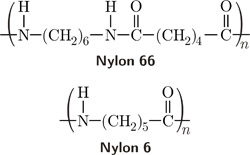 H H O O
(N—(CH₂)₆—N—C—(CH₂)₄—C)n
Nylon 66
H O
(N—(CH₂)₅—C)n
Nylon 6